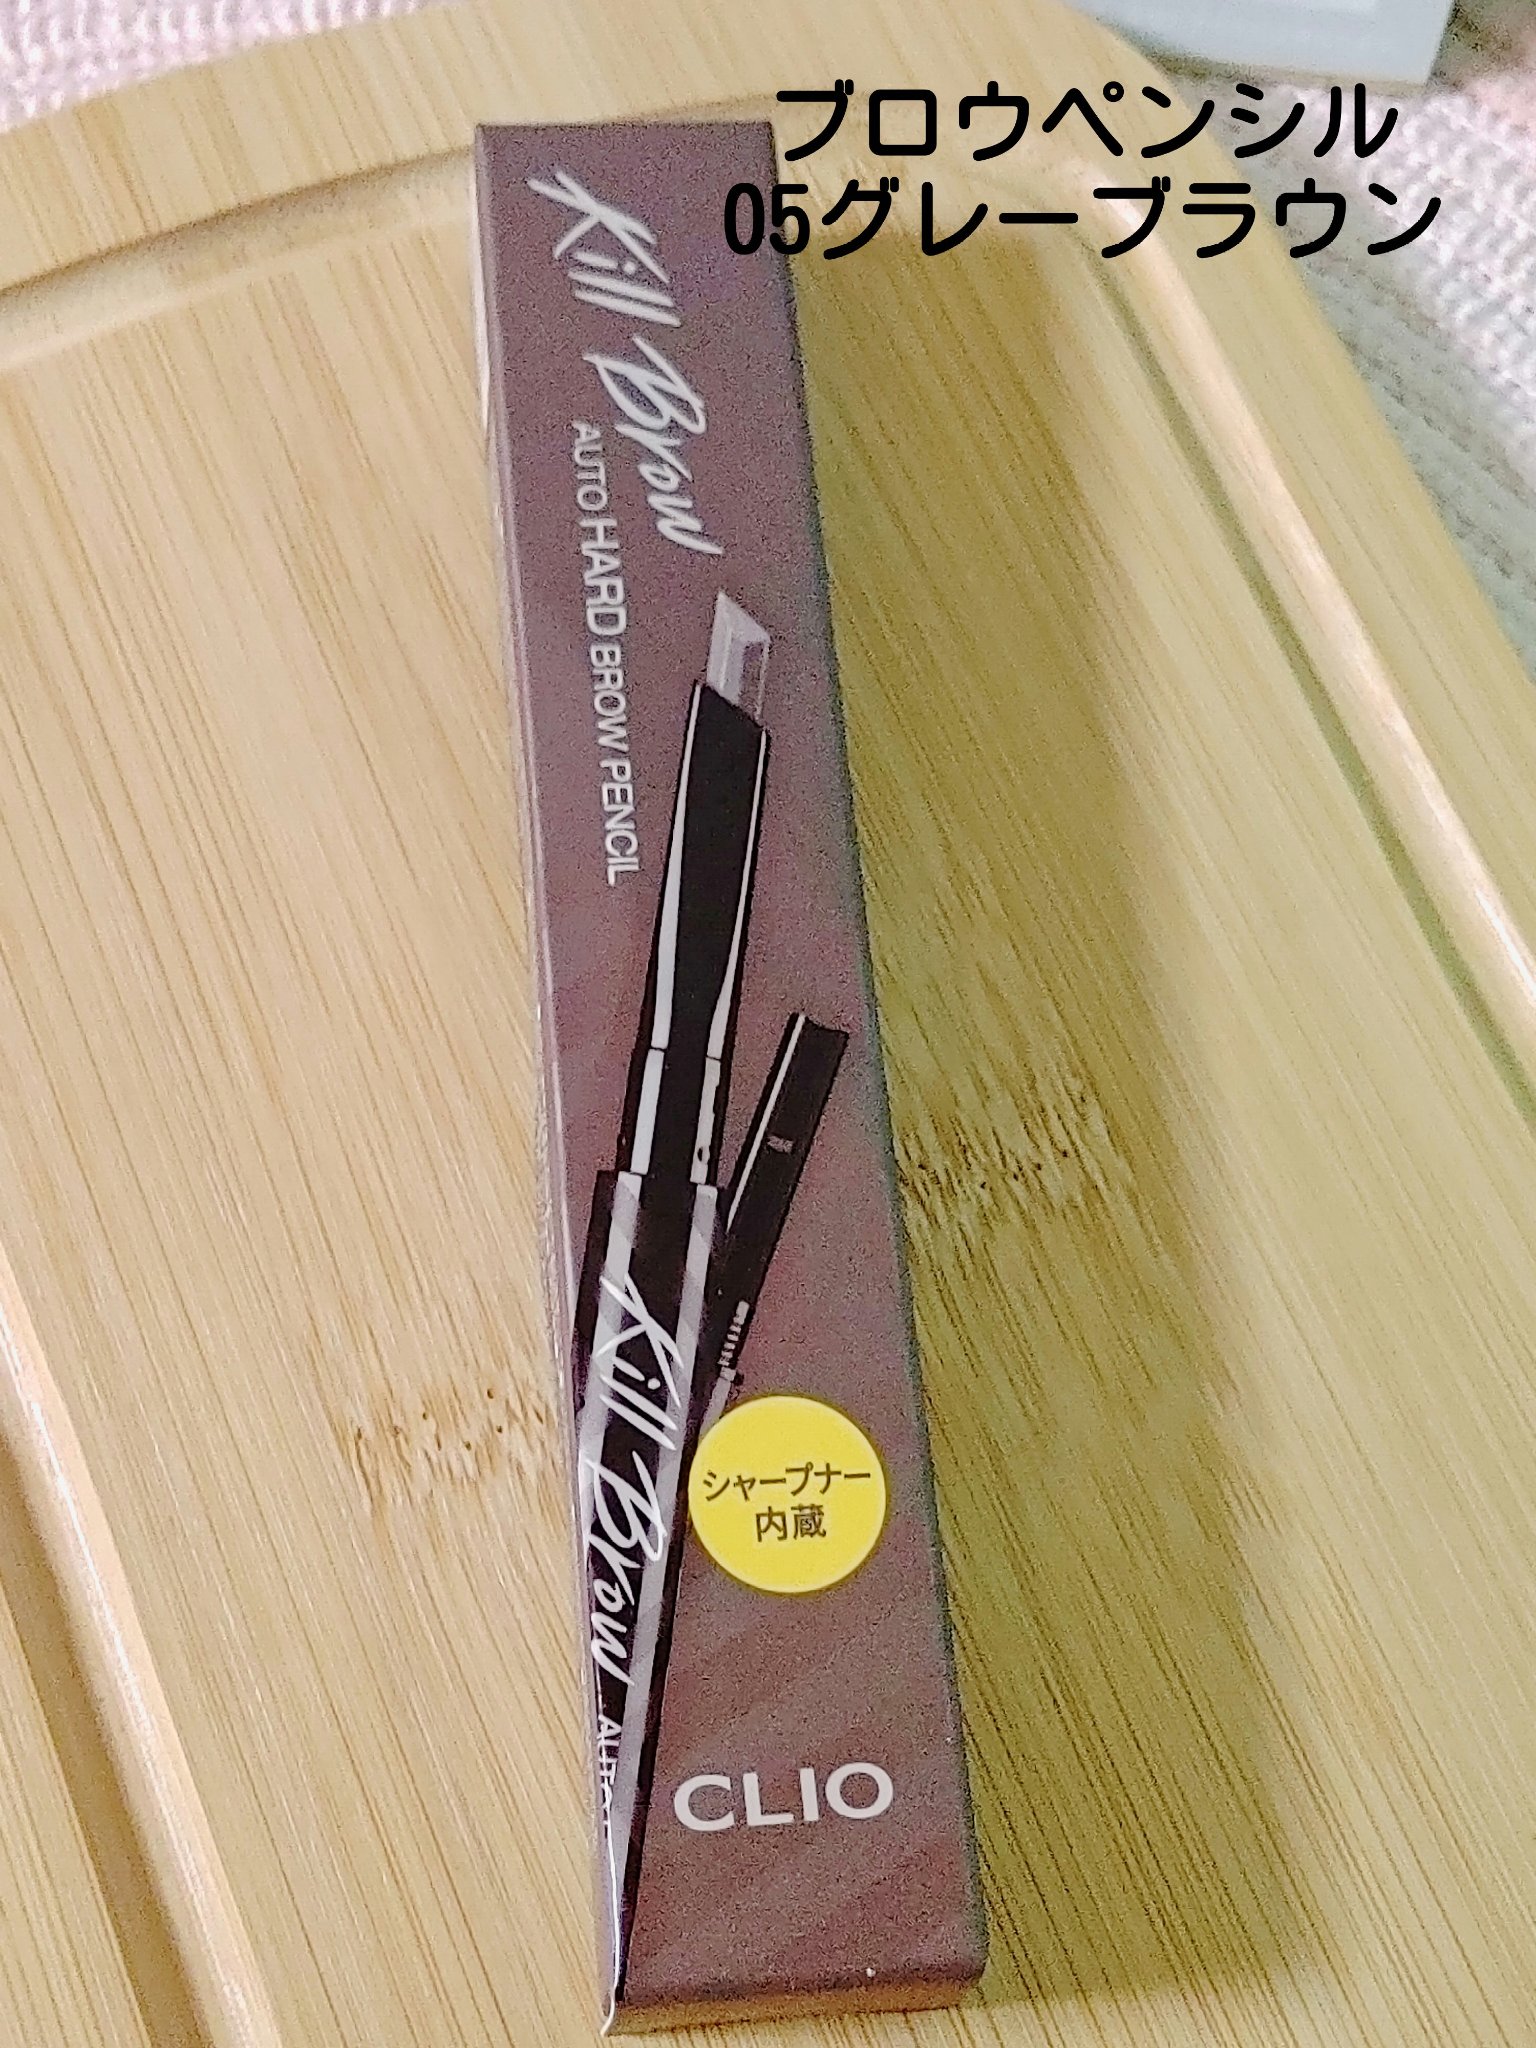 ブロウペンシル
05グレーブラウン
Kill Brow
AUTO HARD BROW PENCIL
Kill Brow
シャープナー
内蔵
CLIO